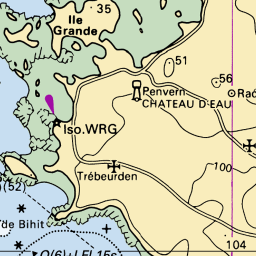 35
Ile
Grande
51
56
Penvern
CHATEAU D'EAU
Iso.WRG
100
Trébeurden
(52)
de Bihit
104